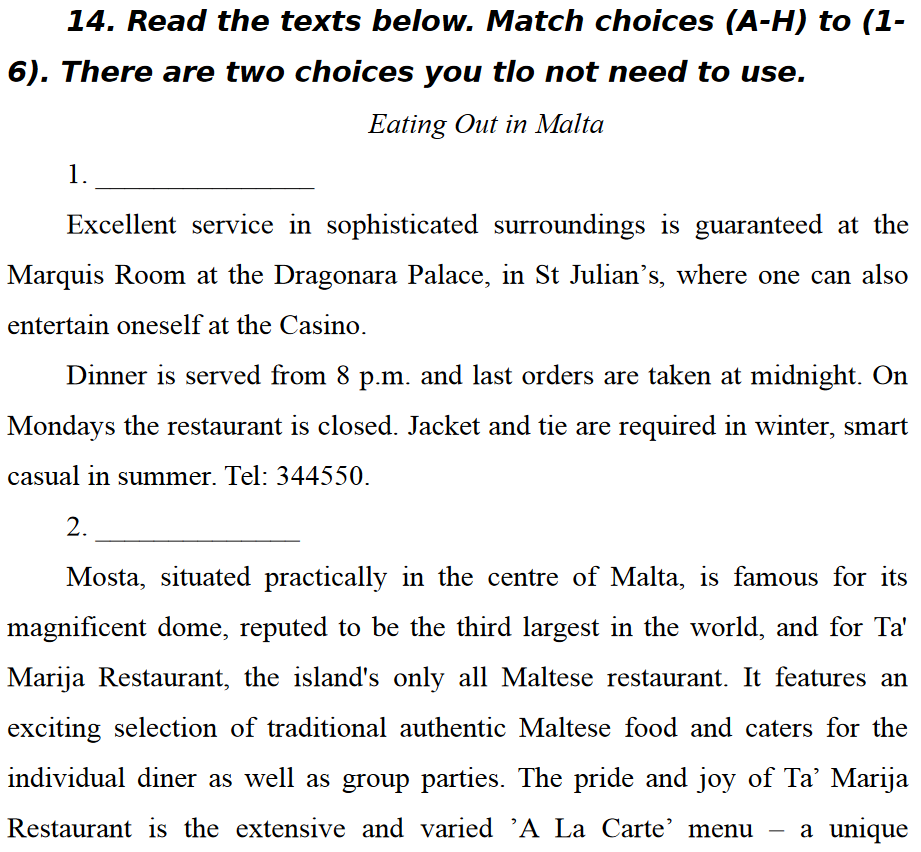 14. Read the texts below. Match choices (A-H) to (1-
6). There are two choices you tlo not need to use.
Eating Out in Malta
1. _______________
Excellent service in sophisticated surroundings is guaranteed at the
Marquis Room at the Dragonara Palace, in St Julian’s, where one can also
entertain oneself at the Casino.
Dinner is served from 8 p.m. and last orders are taken at midnight. On
Mondays the restaurant is closed. Jacket and tie are required in winter, smart
casual in summer. Tel: 344550.
2. ______________
Mosta, situated practically in the centre of Malta, is famous for its
magnificent dome, reputed to be the third largest in the world, and for Ta'
Marija Restaurant, the island's only all Maltese restaurant. It features an
exciting selection of traditional authentic Maltese food and caters for the
individual diner as well as group parties. The pride and joy of Ta’ Marija
Restaurant is the extensive and varied ’A La Carte’ menu – a unique